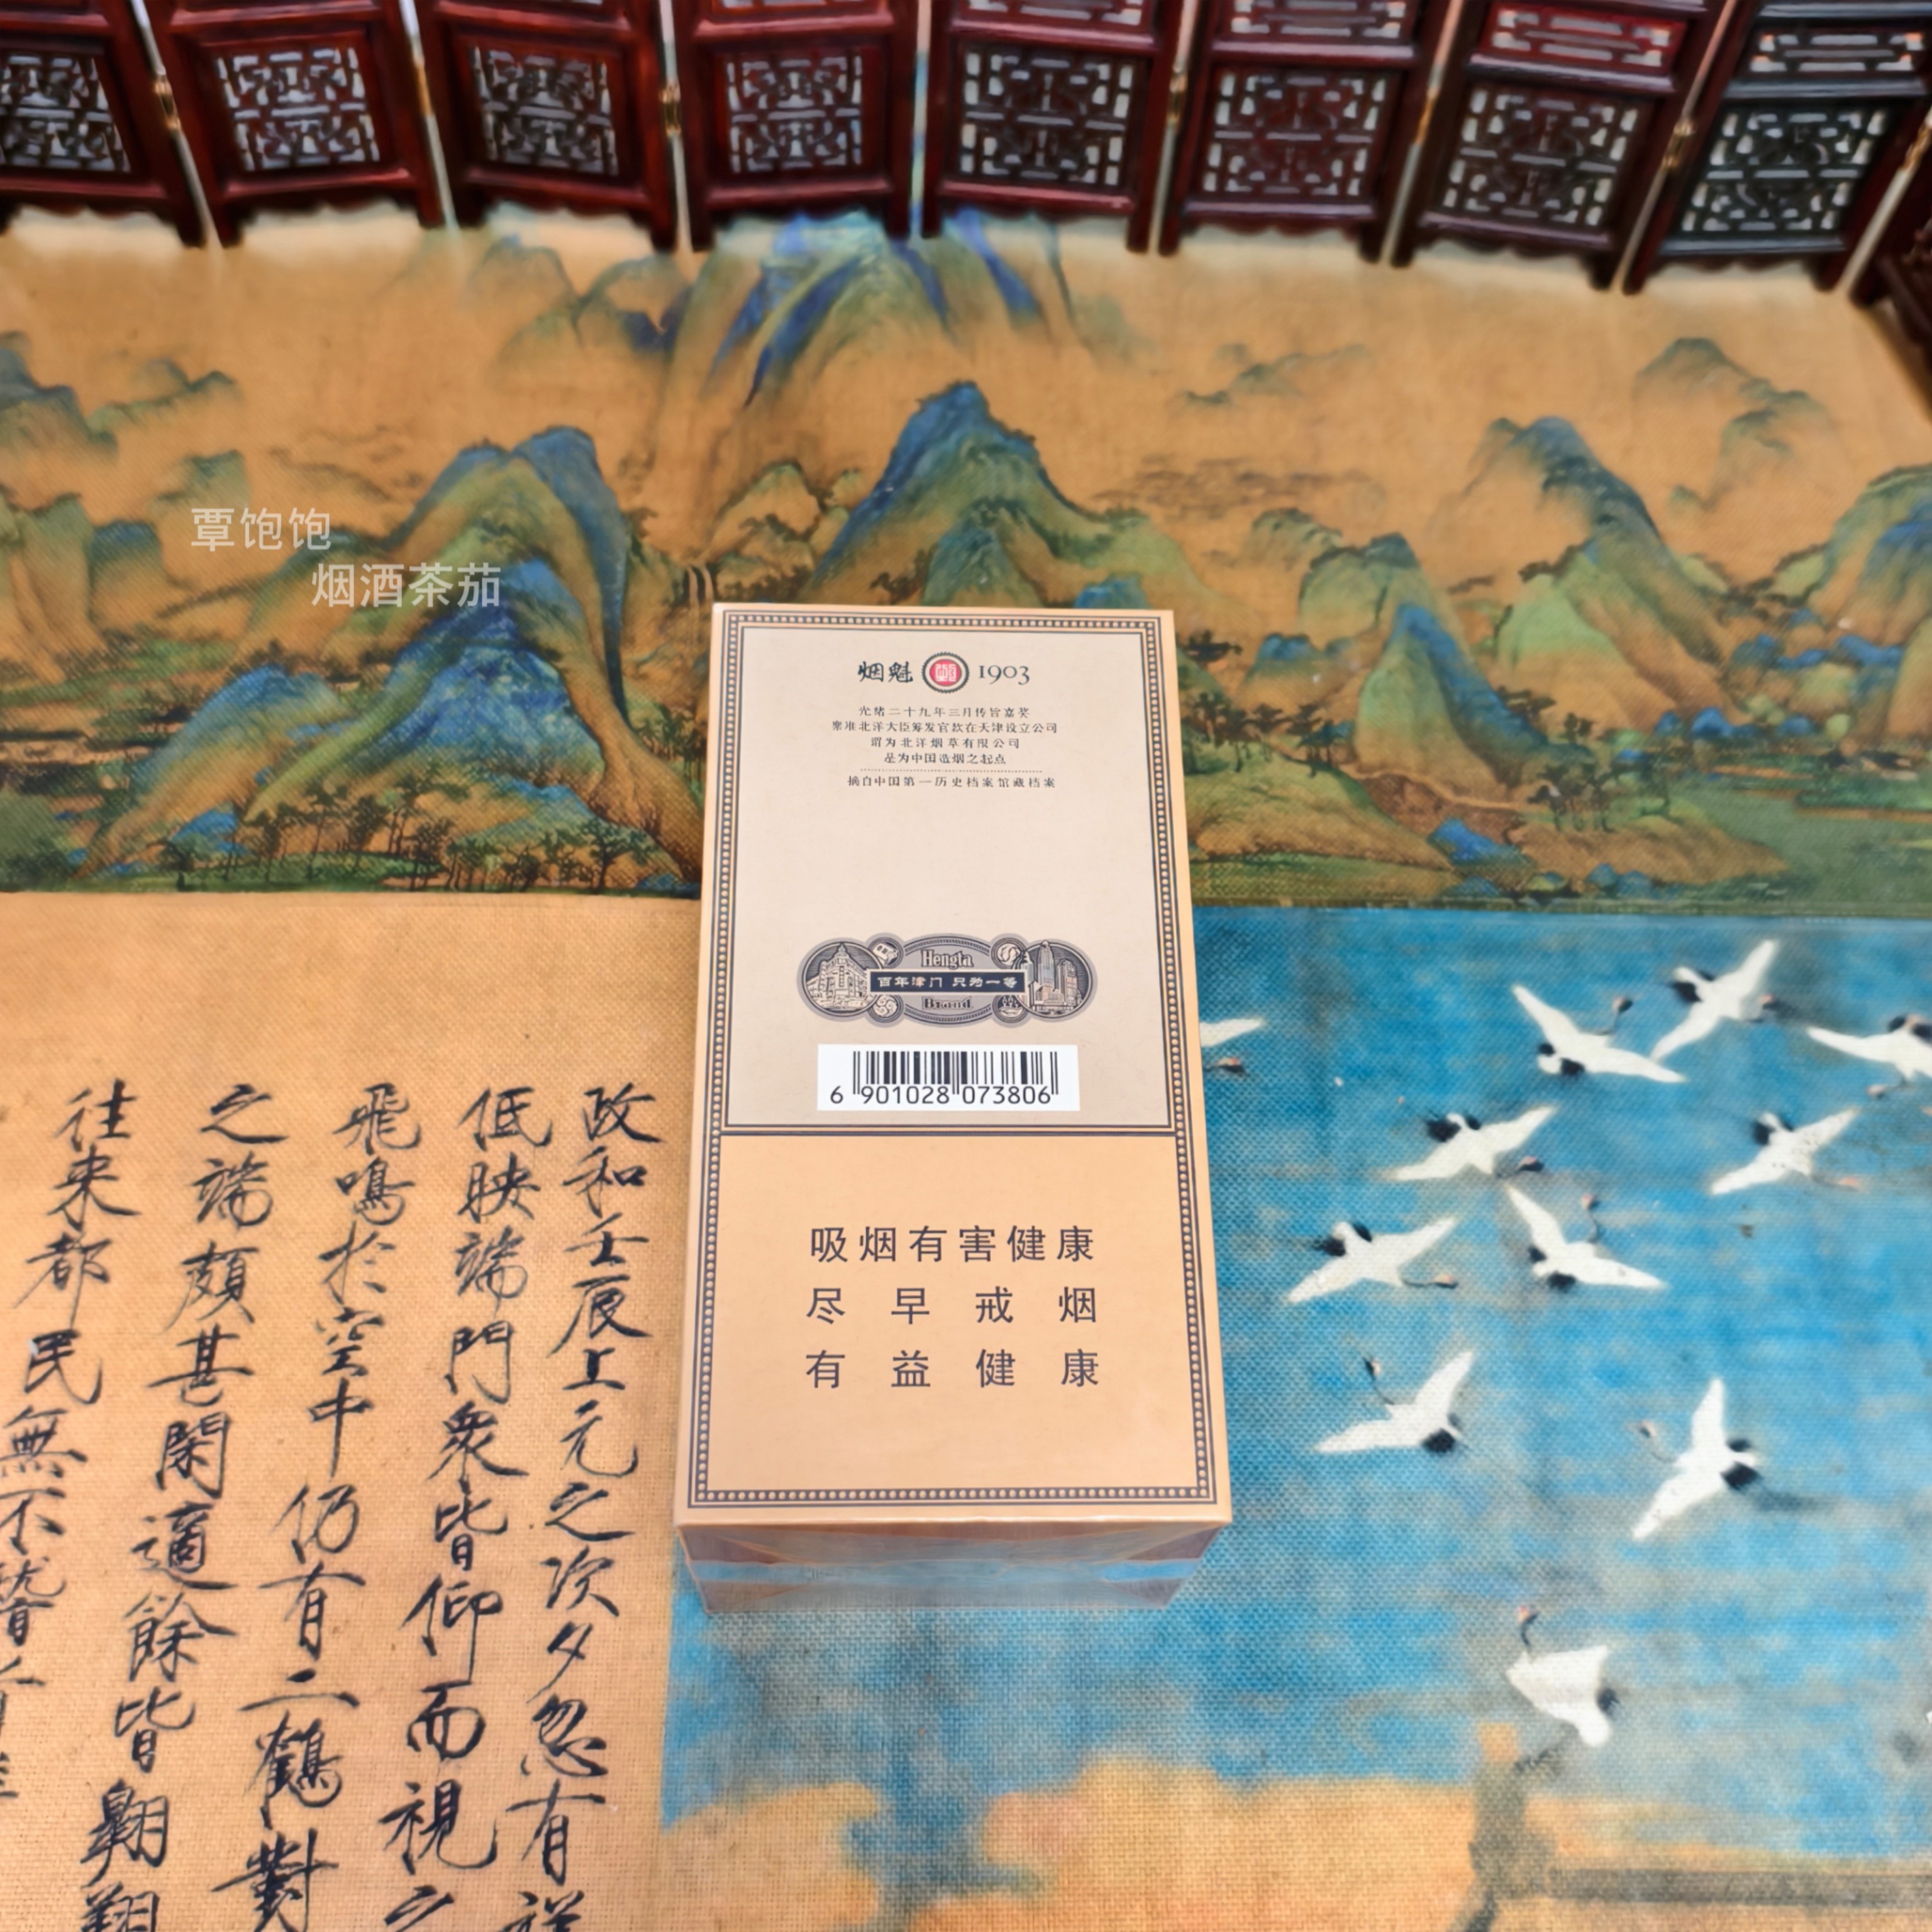 覃饱饱
烟酒茶茄
烟魁 1903
光绪二十九年三月传旨嘉奖
禀准北洋大臣筹发官款在天津设立公司
谓为北洋烟草有限公司
是为中国造烟之起点
摘自中国第一历史档案馆藏档案
Hengta
百年津门 只为一等
Brand
6 901028 073806
吸烟有害健康
尽早戒烟
有益健康
政和壬辰上元之次夕忽有祥
低映端門衆皆仰而視之
飛鳴於空中仍有二鶴對
之端頗甚閑適餘皆翱翔
往来都民無不